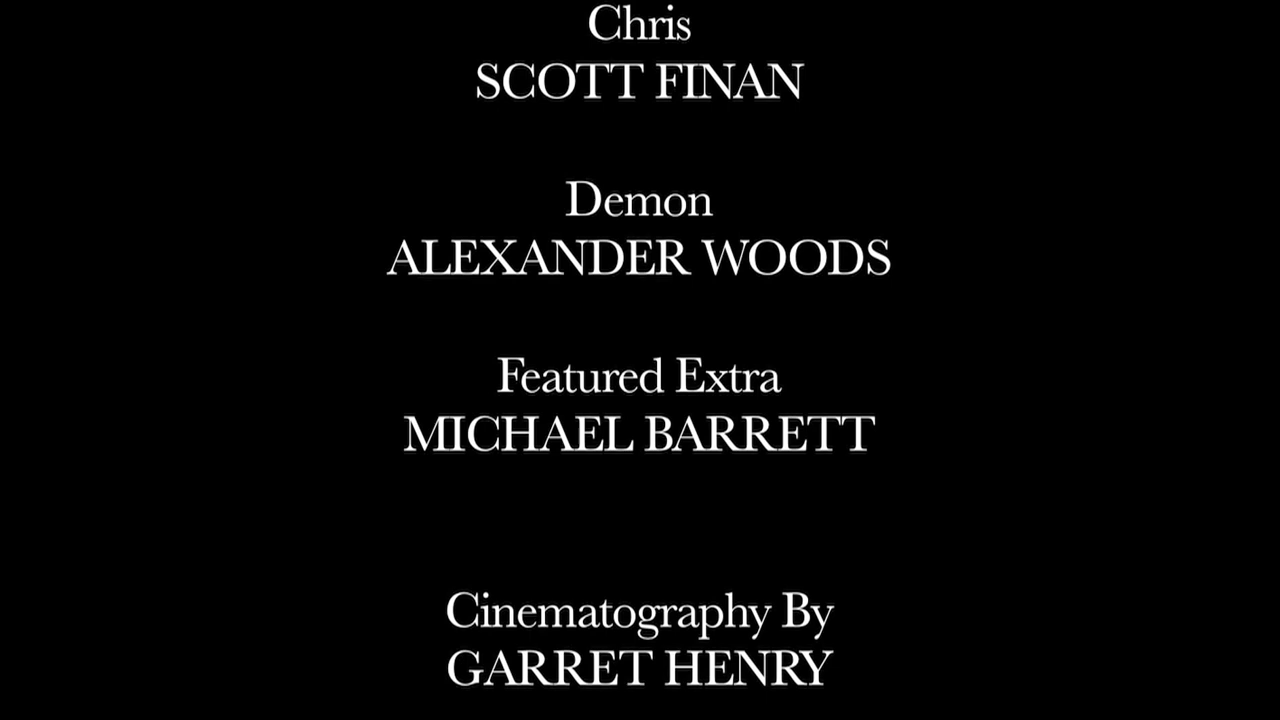 Chris
SCOTT FINAN
Demon
ALEXANDER WOODS
Featured Extra
MICHAEL BARRETT
Cinematography By
GARRET HENRY